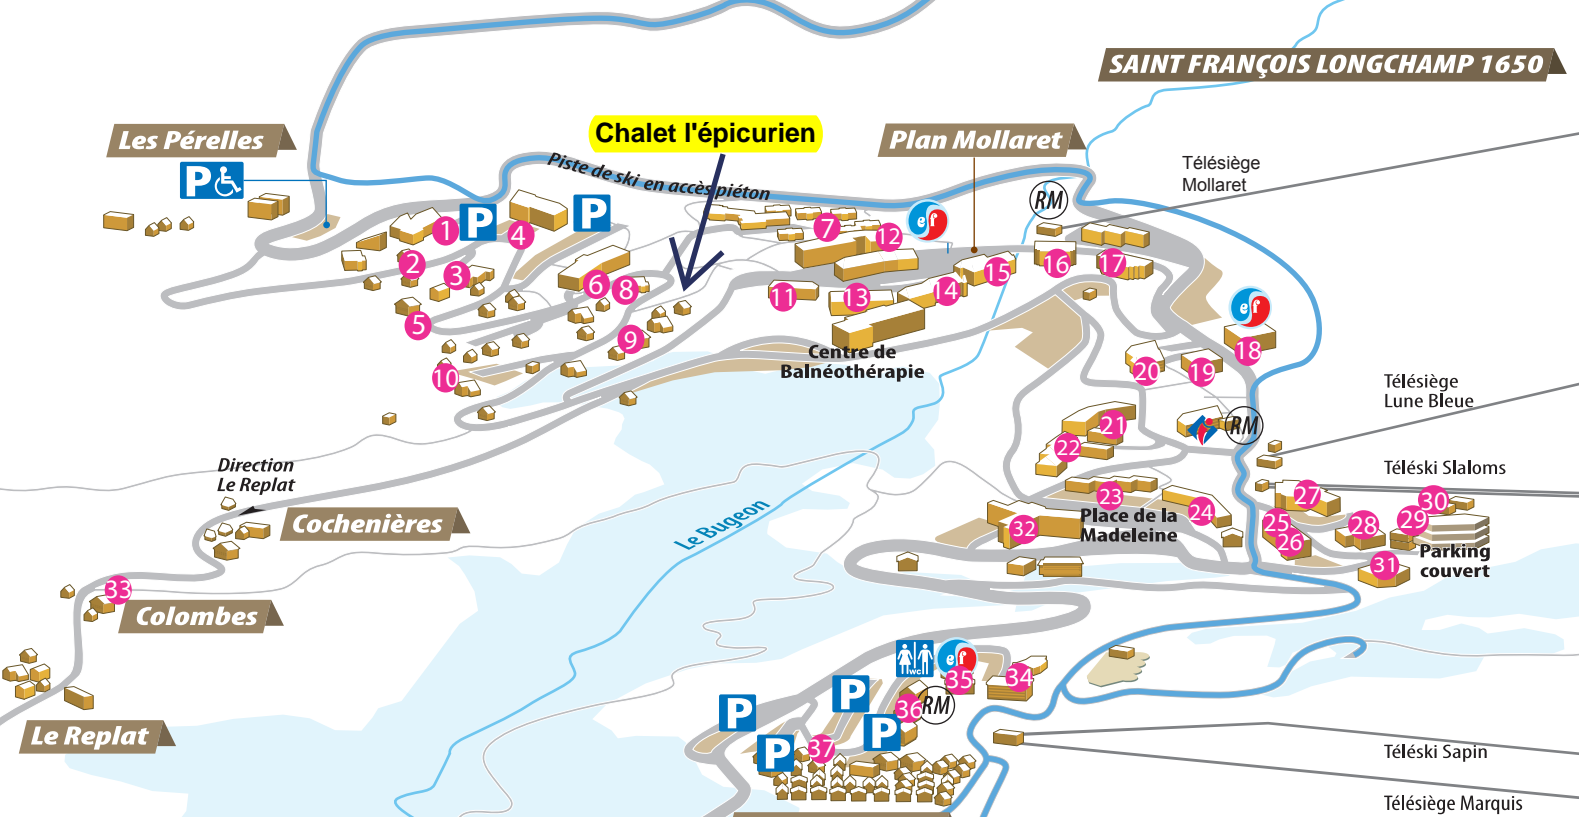 SAINT FRANÇOIS LONGCHAMP 1650
Les Pérelles
Chalet l'épicurien
Plan Mollaret
Piste de ski en accès piéton
Télésiège
Mollaret
P
P
P
RM
esf
1
2
3
4
5
6
7
8
9
10
11
12
13
14
15
16
17
esf
18
19
20
Centre de
Balnéothérapie
Télésiège
Lune Bleue
RM
21
22
23
24
Téléski Slaloms
Direction
Le Replat
Cochenières
Le Bugeon
Place de la
Madeleine
25
26
27
28
29
30
31
32
Parking
couvert
33
Colombes
Le Replat
WC
esf
34
35
36
RM
37
P
P
P
P
Téléski Sapin
Télésiège Marquis